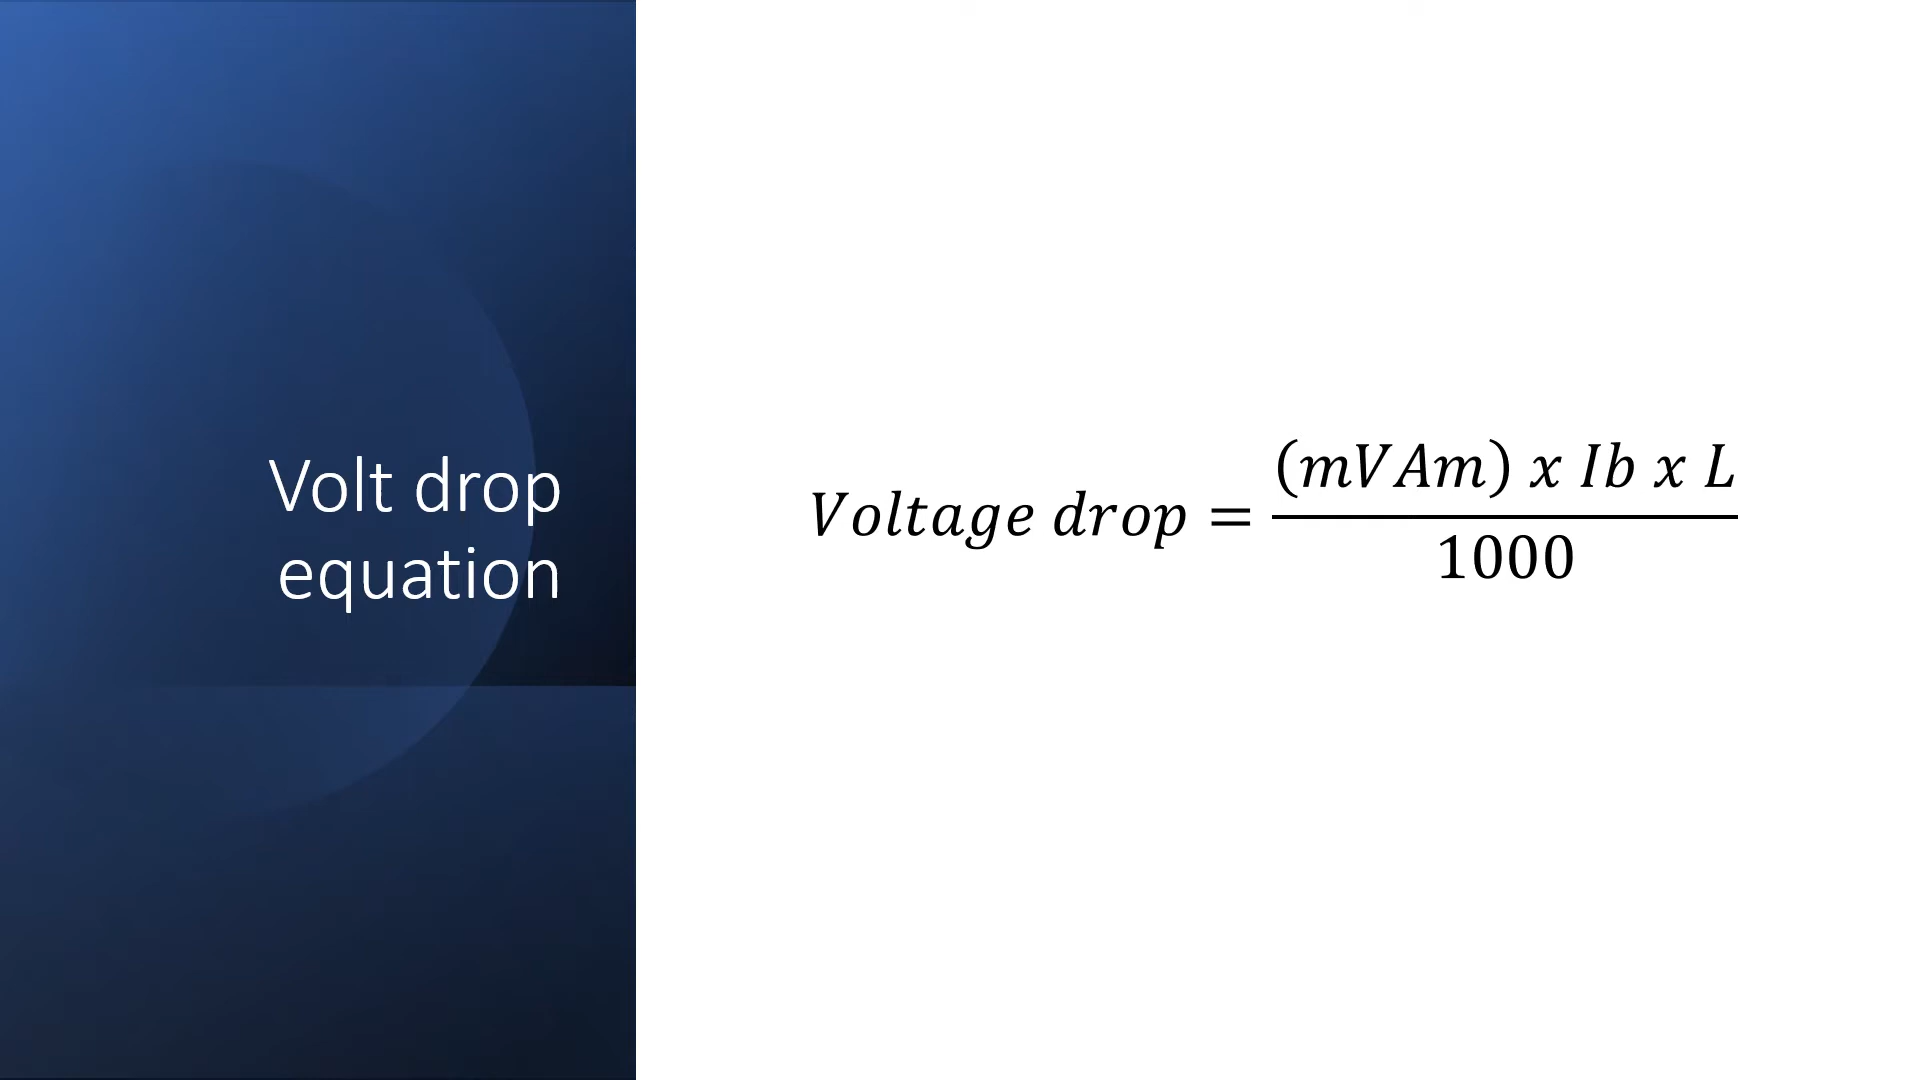 Volt drop
equation
Voltage drop = (mVAm) x Ib x L
1000